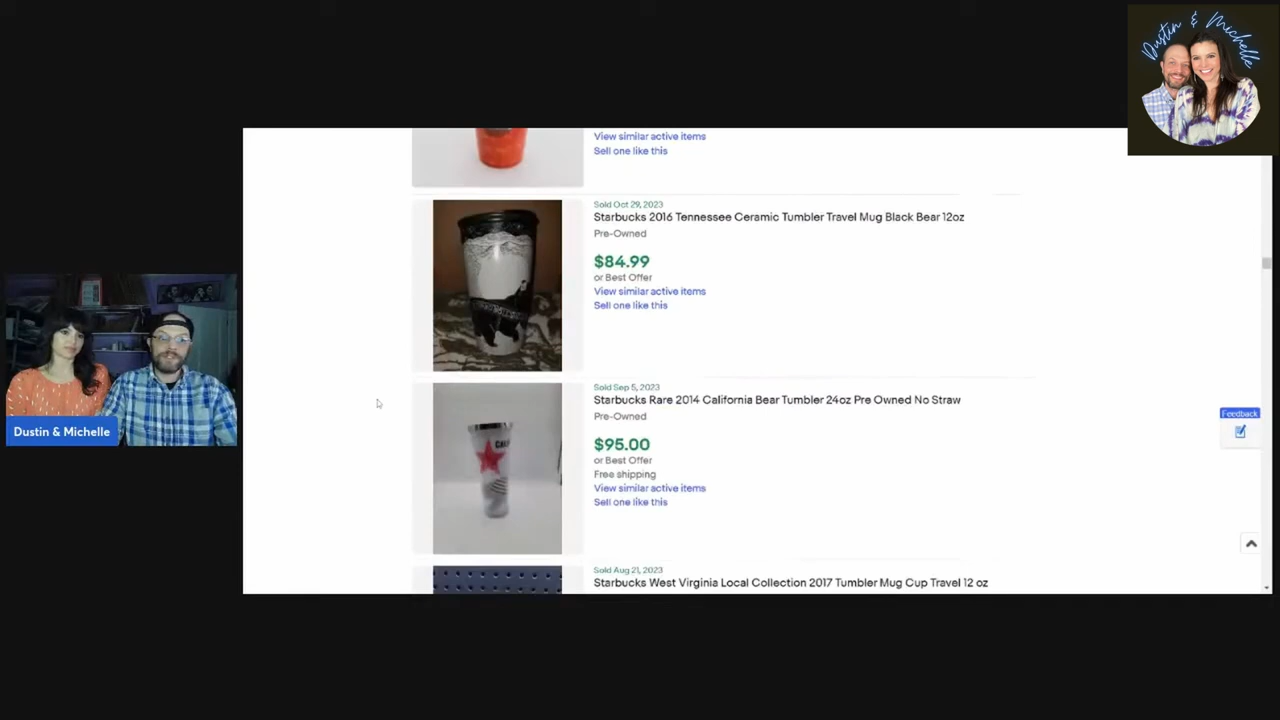 Dustin & Michelle
View similar active items
Sell one like this
Sold Oct 29, 2023
Starbucks 2016 Tennessee Ceramic Tumbler Travel Mug Black Bear 12oz
Pre-Owned
$84.99
or Best Offer
View similar active items
Sell one like this
Sold Sep 5, 2023
Starbucks Rare 2014 California Bear Tumbler 24oz Pre Owned No Straw
Pre-Owned
$95.00
or Best Offer
Free shipping
View similar active items
Sell one like this
Sold Aug 21, 2023
Starbucks West Virginia Local Collection 2017 Tumbler Mug Cup Travel 12 oz
Feedback
Dustin & Michelle